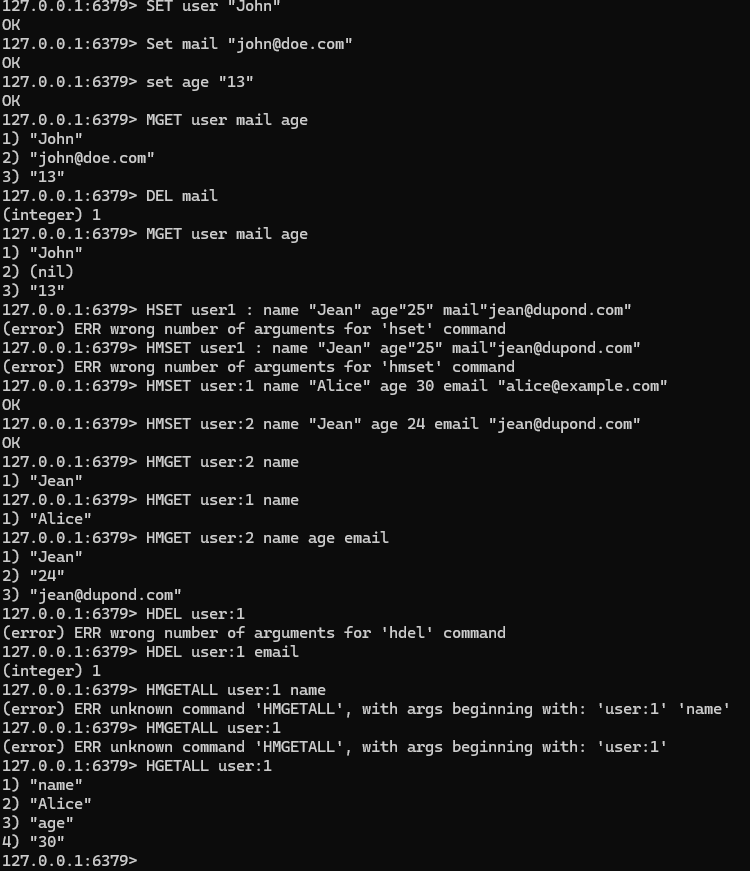 127.0.0.1:6379> SET user "John"
OK
127.0.0.1:6379> Set mail "john@doe.com"
OK
127.0.0.1:6379> set age "13"
OK
127.0.0.1:6379> MGET user mail age
1) "John"
2) "john@doe.com"
3) "13"
127.0.0.1:6379> DEL mail
(integer) 1
127.0.0.1:6379> MGET user mail age
1) "John"
2) (nil)
3) "13"
127.0.0.1:6379> HSET user1 : name "Jean" age"25" mail"jean@dupond.com"
(error) ERR wrong number of arguments for 'hset' command
127.0.0.1:6379> HMSET user1 : name "Jean" age"25" mail"jean@dupond.com"
(error) ERR wrong number of arguments for 'hmset' command
127.0.0.1:6379> HMSET user:1 name "Alice" age 30 email "alice@example.com"
OK
127.0.0.1:6379> HMSET user:2 name "Jean" age 24 email "jean@dupond.com"
OK
127.0.0.1:6379> HMGET user:2 name
1) "Jean"
127.0.0.1:6379> HMGET user:1 name
1) "Alice"
127.0.0.1:6379> HMGET user:2 name age email
1) "Jean"
2) "24"
3) "jean@dupond.com"
127.0.0.1:6379> HDEL user:1
(error) ERR wrong number of arguments for 'hdel' command
127.0.0.1:6379> HDEL user:1 email
(integer) 1
127.0.0.1:6379> HMGETALL user:1 name
(error) ERR unknown command 'HMGETALL', with args beginning with: 'user:1' 'name'
127.0.0.1:6379> HMGETALL user:1
(error) ERR unknown command 'HMGETALL', with args beginning with: 'user:1'
127.0.0.1:6379> HGETALL user:1
1) "name"
2) "Alice"
3) "age"
4) "30"
127.0.0.1:6379>